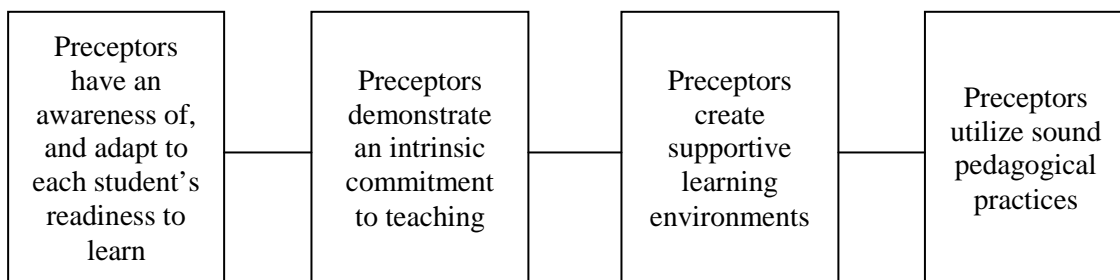 Preceptors
have an
awareness of,
and adapt to
each student’s
readiness to
learn
Preceptors
demonstrate
an intrinsic
commitment
to teaching
Preceptors
create
supportive
learning
environments
Preceptors
utilize sound
pedagogical
practices